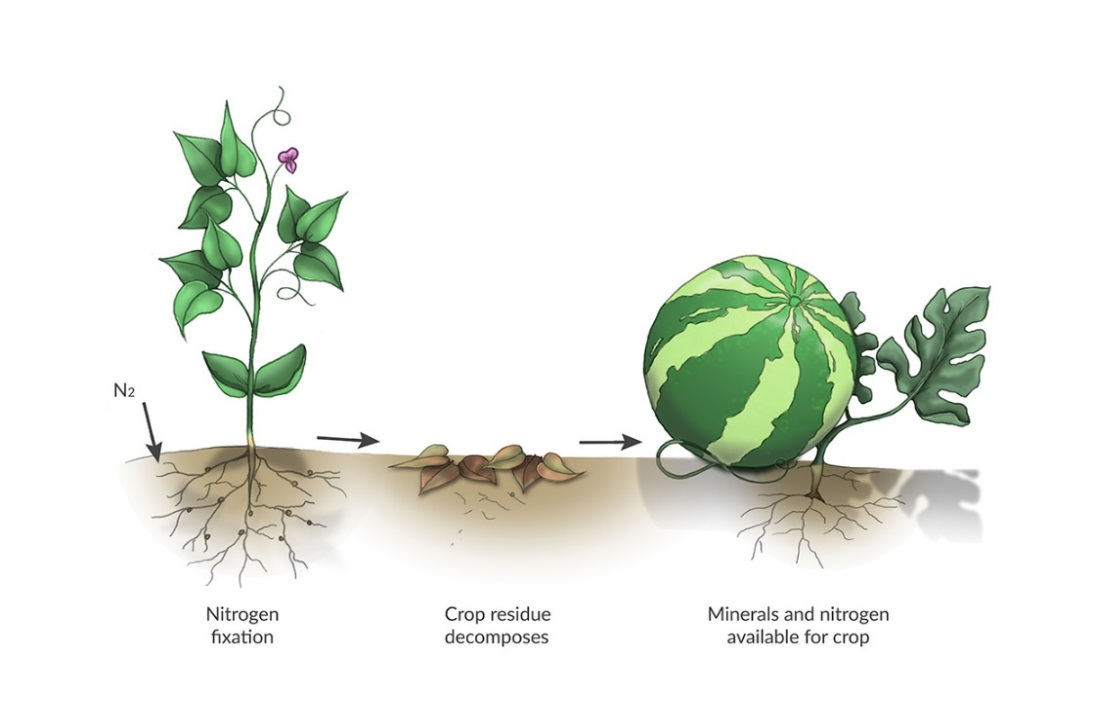 N2
Nitrogen
fixation
Crop residue
decomposes
Minerals and nitrogen
available for crop